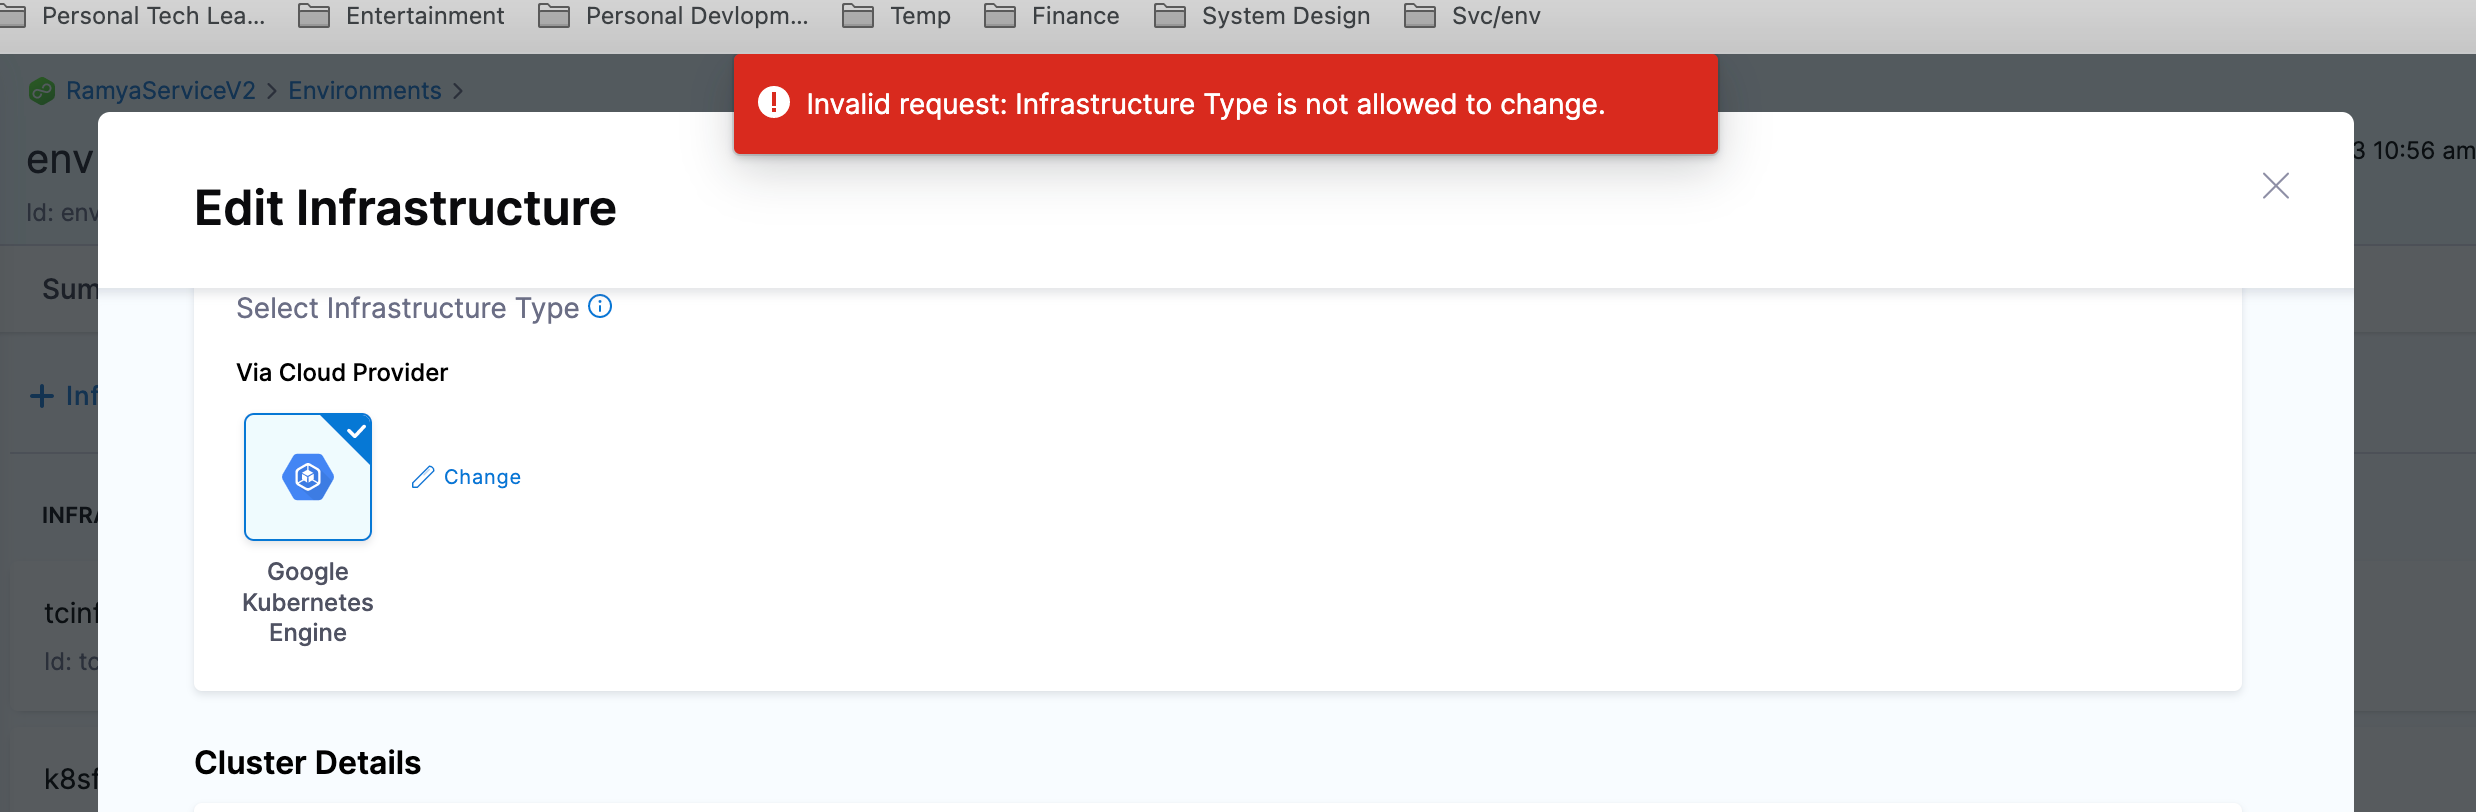 Personal Tech Lea... Entertainment Personal Devlopm... Temp Finance System Design Svc/env
RamyaServiceV2 > Environments >
Invalid request: Infrastructure Type is not allowed to change.
env
3 10:56 am
Id: env
Edit Infrastructure
Sum
Select Infrastructure Type
Via Cloud Provider
+ Inf
Change
INFRA
Google
Kubernetes
Engine
tcinf
Id: tc
Cluster Details
k8sf